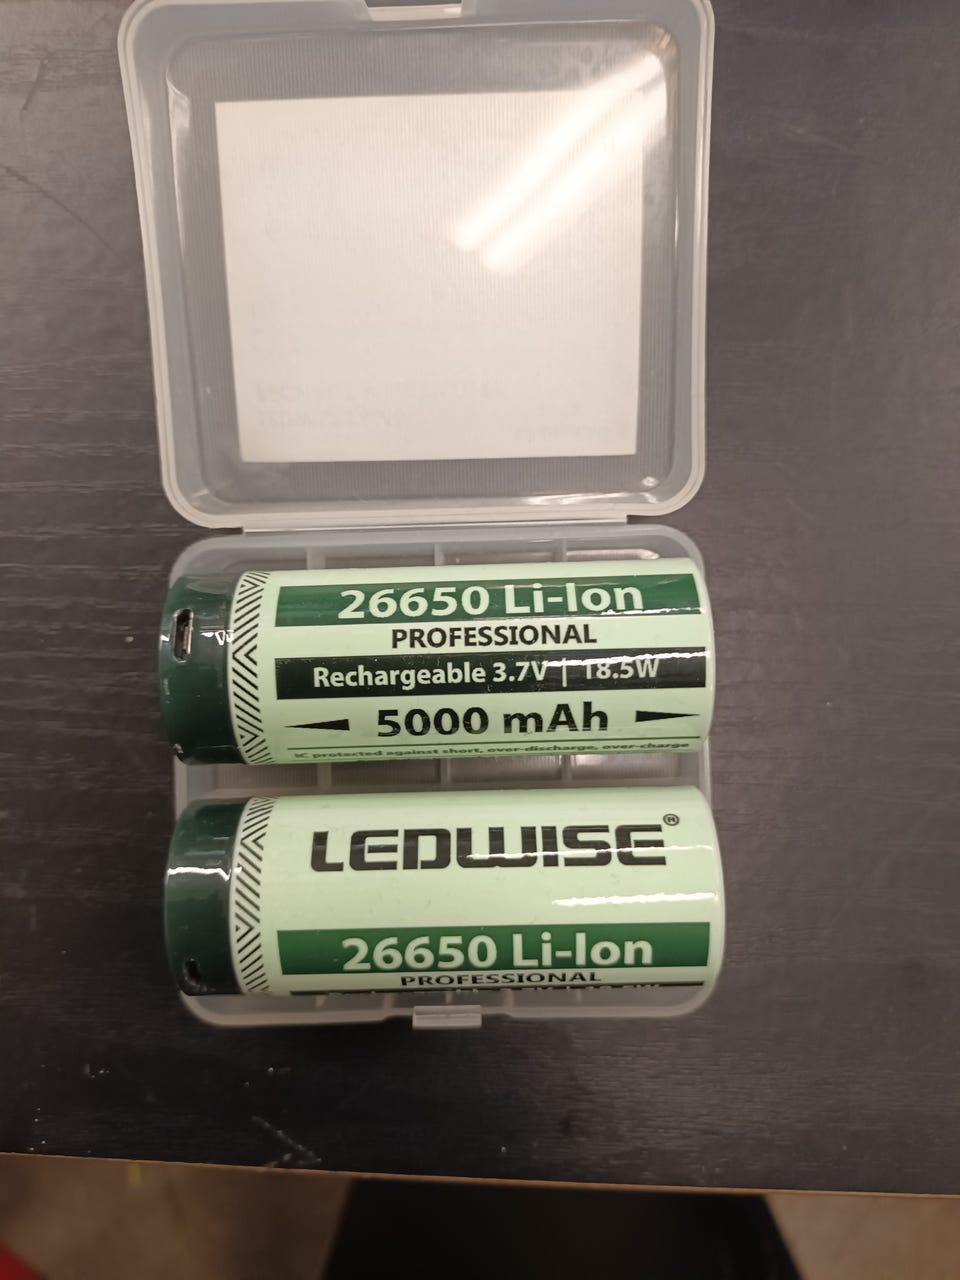 26650 Li-Ion
PROFESSIONAL
Rechargeable 3.7V | 18.5W
5000 mAh
IC protected against short, over-discharge, over-charge
LEDWISE®
26650 Li-Ion
PROFESSIONAL